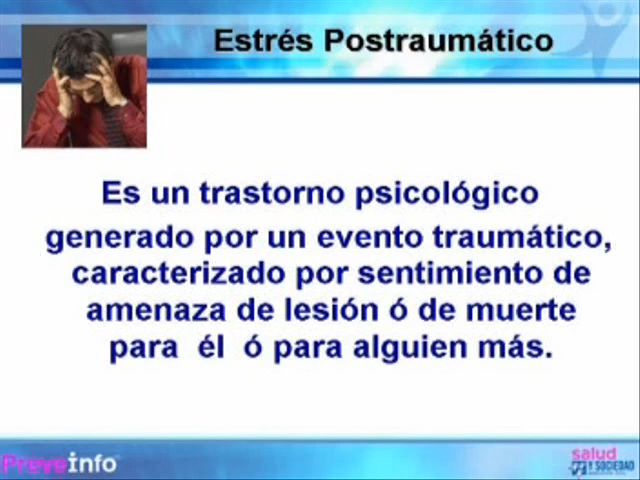 Estrés Postraumático
Es un trastorno psicológico
generado por un evento traumático,
caracterizado por sentimiento de
amenaza de lesión ó de muerte
para él ó para alguien más.
PreveInfo
salud
Y SOCIEDAD